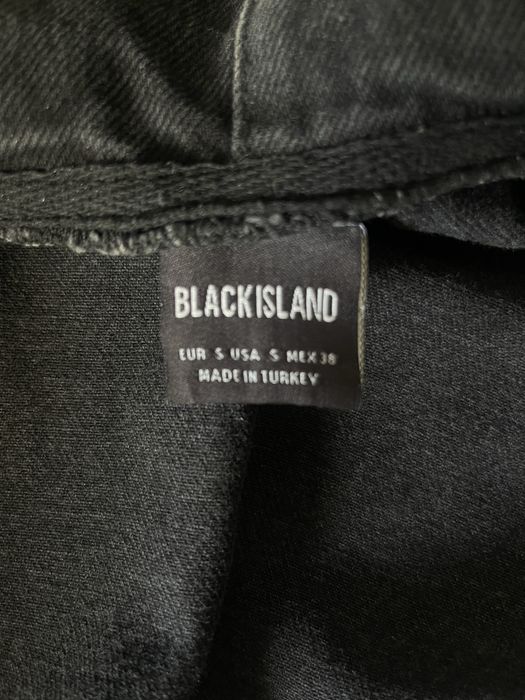 BLACKISLAND
EUR S USA S MEX 38
MADE IN TURKEY